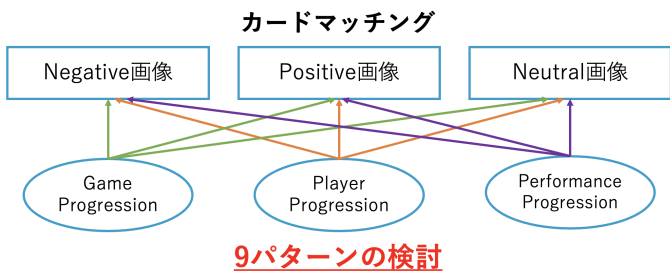 カードマッチング
Negative画像
Positive画像
Neutral画像
Game
Progression
Player
Progression
Performance
Progression
9パターンの検討